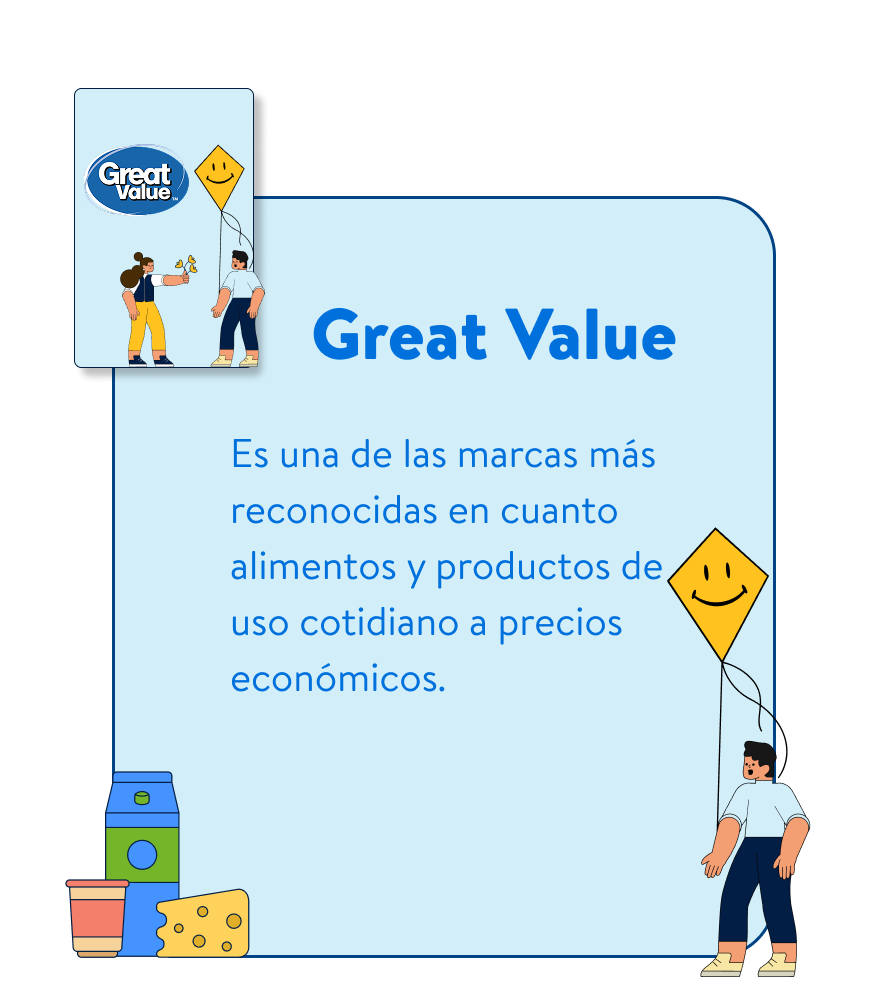 Great
Value™
Great Value
Es una de las marcas más
reconocidas en cuanto
alimentos y productos de
uso cotidiano a precios
económicos.